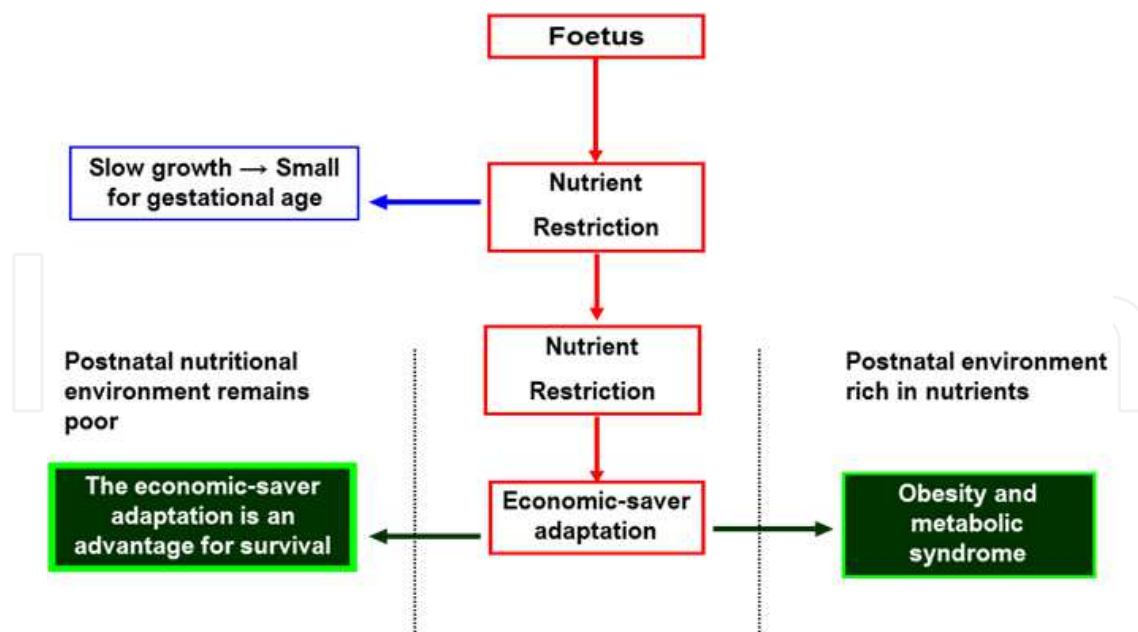 Foetus
Slow growth → Small
for gestational age
Nutrient
Restriction
Nutrient
Restriction
Postnatal nutritional
environment remains
poor
Postnatal environment
rich in nutrients
The economic-saver
adaptation is an
advantage for survival
Economic-saver
adaptation
Obesity and
metabolic
syndrome